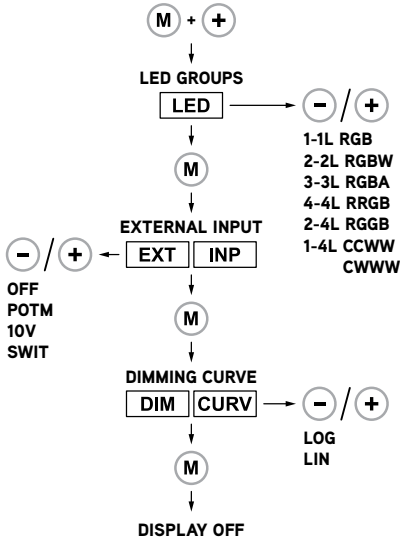 M + +
LED GROUPS
LED
- / +
1-1L RGB
2-2L RGBW
3-3L RGBA
4-4L RRGB
2-4L RGGB
1-4L CCWW
CWWW
M
EXTERNAL INPUT
- / +
EXT INP
OFF
POTM
10V
SWIT
M
DIMMING CURVE
DIM CURV
- / +
LOG
LIN
M
DISPLAY OFF